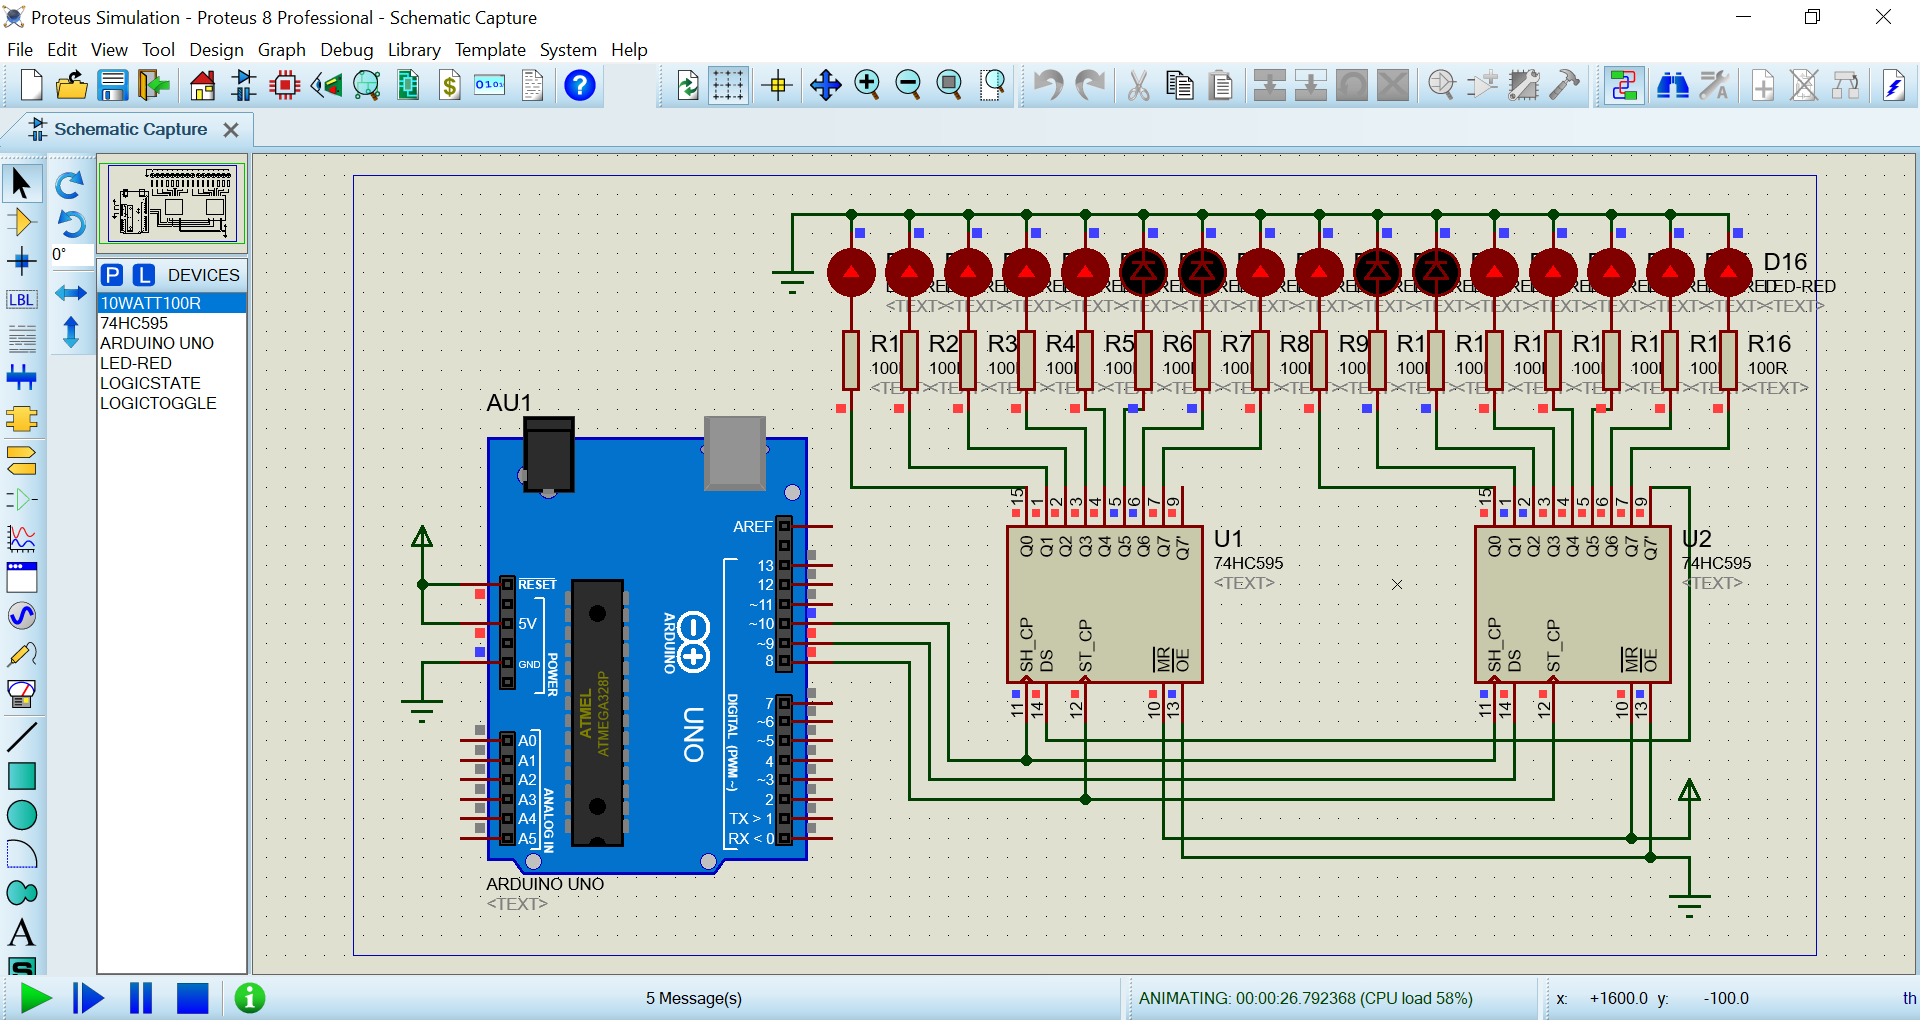 Proteus Simulation - Proteus 8 Professional - Schematic Capture
File Edit View Tool Design Graph Debug Library Template System Help
Schematic Capture
0°
P L DEVICES
10WATT100R
74HC595
ARDUINO UNO
LED-RED
LOGICSTATE
LOGICTOGGLE
LBL
A
S
D16
LED-RED
<TEXT>
R1 R2 R3 R4 R5 R6 R7 R8 R9 R1 R1 R1 R1 R1 R1 R16
100R
<TEXT>
AU1
AREF
13
12
~11
~10
~9
8
7
~6
~5
4
~3
2
TX > 1
RX < 0
DIGITAL (PWM ~)
RESET
5V
GND
POWER
A0
A1
A2
A3
A4
A5
ANALOG IN
ATMEL
ATMEGA328P
ARDUINO
UNO
ARDUINO UNO
<TEXT>
15 1 2 3 4 5 6 7 9
Q0 Q1 Q2 Q3 Q4 Q5 Q6 Q7 Q7'
U1
74HC595
<TEXT>
SH_CP DS ST_CP MR OE
11 14 12 10 13
15 1 2 3 4 5 6 7 9
Q0 Q1 Q2 Q3 Q4 Q5 Q6 Q7 Q7'
U2
74HC595
<TEXT>
SH_CP DS ST_CP MR OE
11 14 12 10 13
5 Message(s)
ANIMATING: 00:00:26.792368 (CPU load 58%)
x: +1600.0 y: -100.0 th